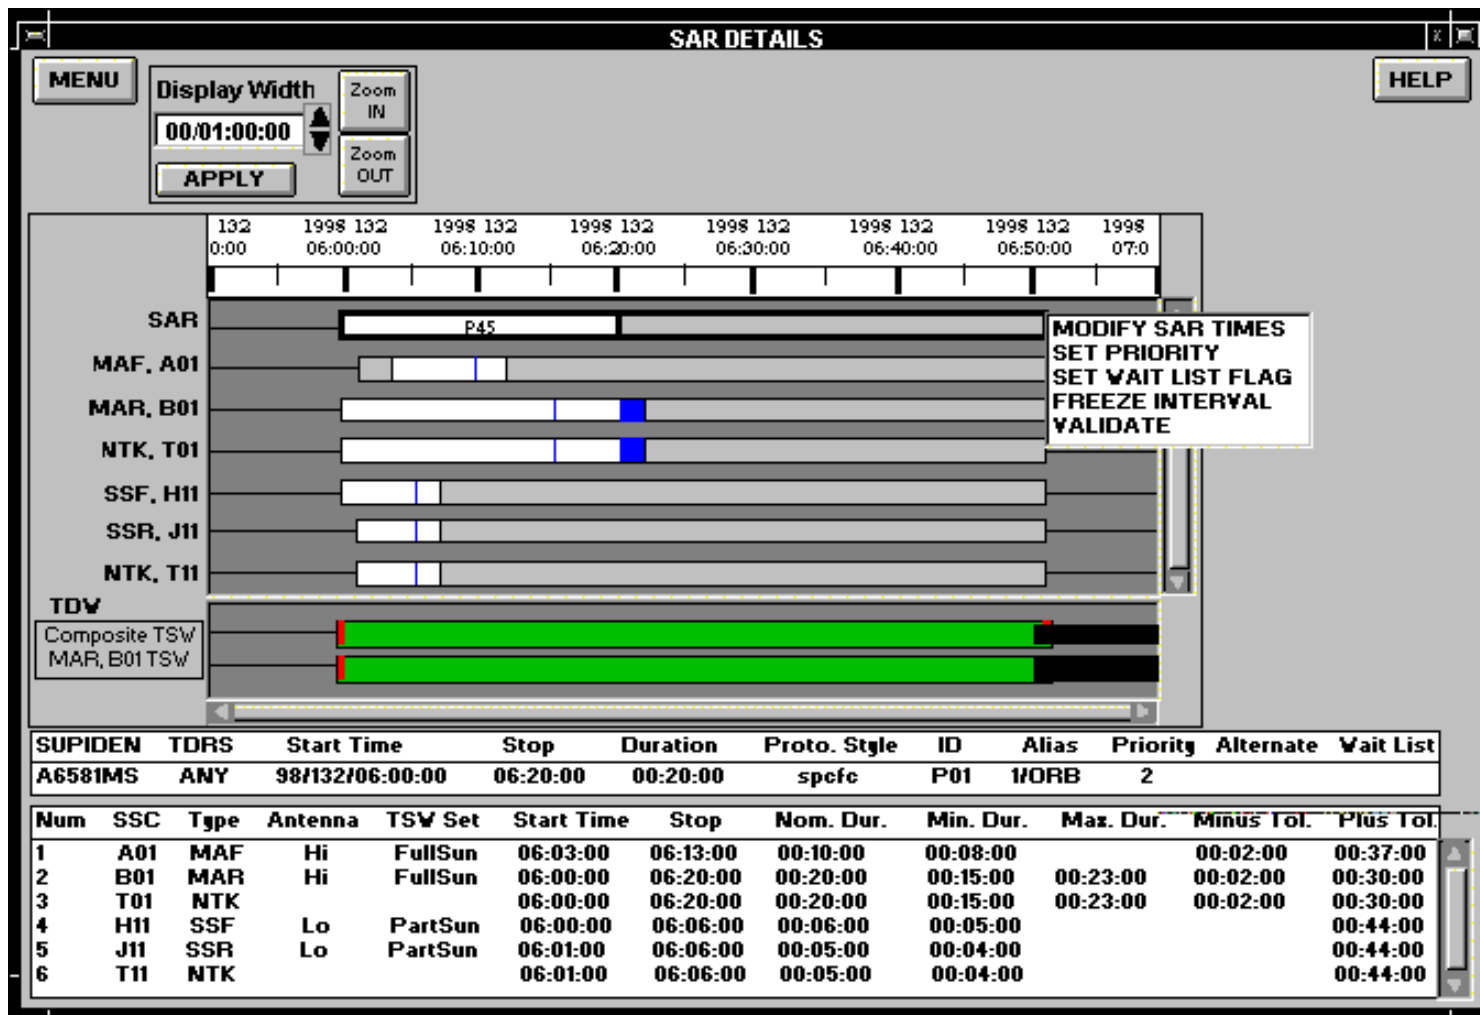 SAR DETAILS
MENU
HELP
Display Width
00/01:00:00
APPLY
Zoom
IN
Zoom
OUT
132 1998 132 1998 132 1998 132 1998 132 1998 132 1998 132 1998
0:00 06:00:00 06:10:00 06:20:00 06:30:00 06:40:00 06:50:00 07:0
SAR
P45
MAF, A01
MAR, B01
NTK, T01
SSF, H11
SSR, J11
NTK, T11
MODIFY SAR TIMES
SET PRIORITY
SET WAIT LIST FLAG
FREEZE INTERVAL
VALIDATE
TDW
Composite TSW
MAR, B01 TSW
SUPIDEN TDRS Start Time Stop Duration Proto. Style ID Alias Priority Alternate Wait List
A6581MS ANY 98/132/06:00:00 06:20:00 00:20:00 spcfc P01 1/ORB 2
Num SSC Type Antenna TSW Set Start Time Stop Nom. Dur. Min. Dur. Max. Dur. Minus Tol. Plus Tol.
1 A01 MAF Hi FullSun 06:03:00 06:13:00 00:10:00 00:08:00 00:02:00 00:37:00
2 B01 MAR Hi FullSun 06:00:00 06:20:00 00:20:00 00:15:00 00:23:00 00:02:00 00:30:00
3 T01 NTK 06:00:00 06:20:00 00:20:00 00:15:00 00:23:00 00:02:00 00:30:00
4 H11 SSF Lo PartSun 06:00:00 06:06:00 00:06:00 00:05:00 00:44:00
5 J11 SSR Lo PartSun 06:01:00 06:06:00 00:05:00 00:04:00 00:44:00
6 T11 NTK 06:01:00 06:06:00 00:05:00 00:04:00 00:44:00